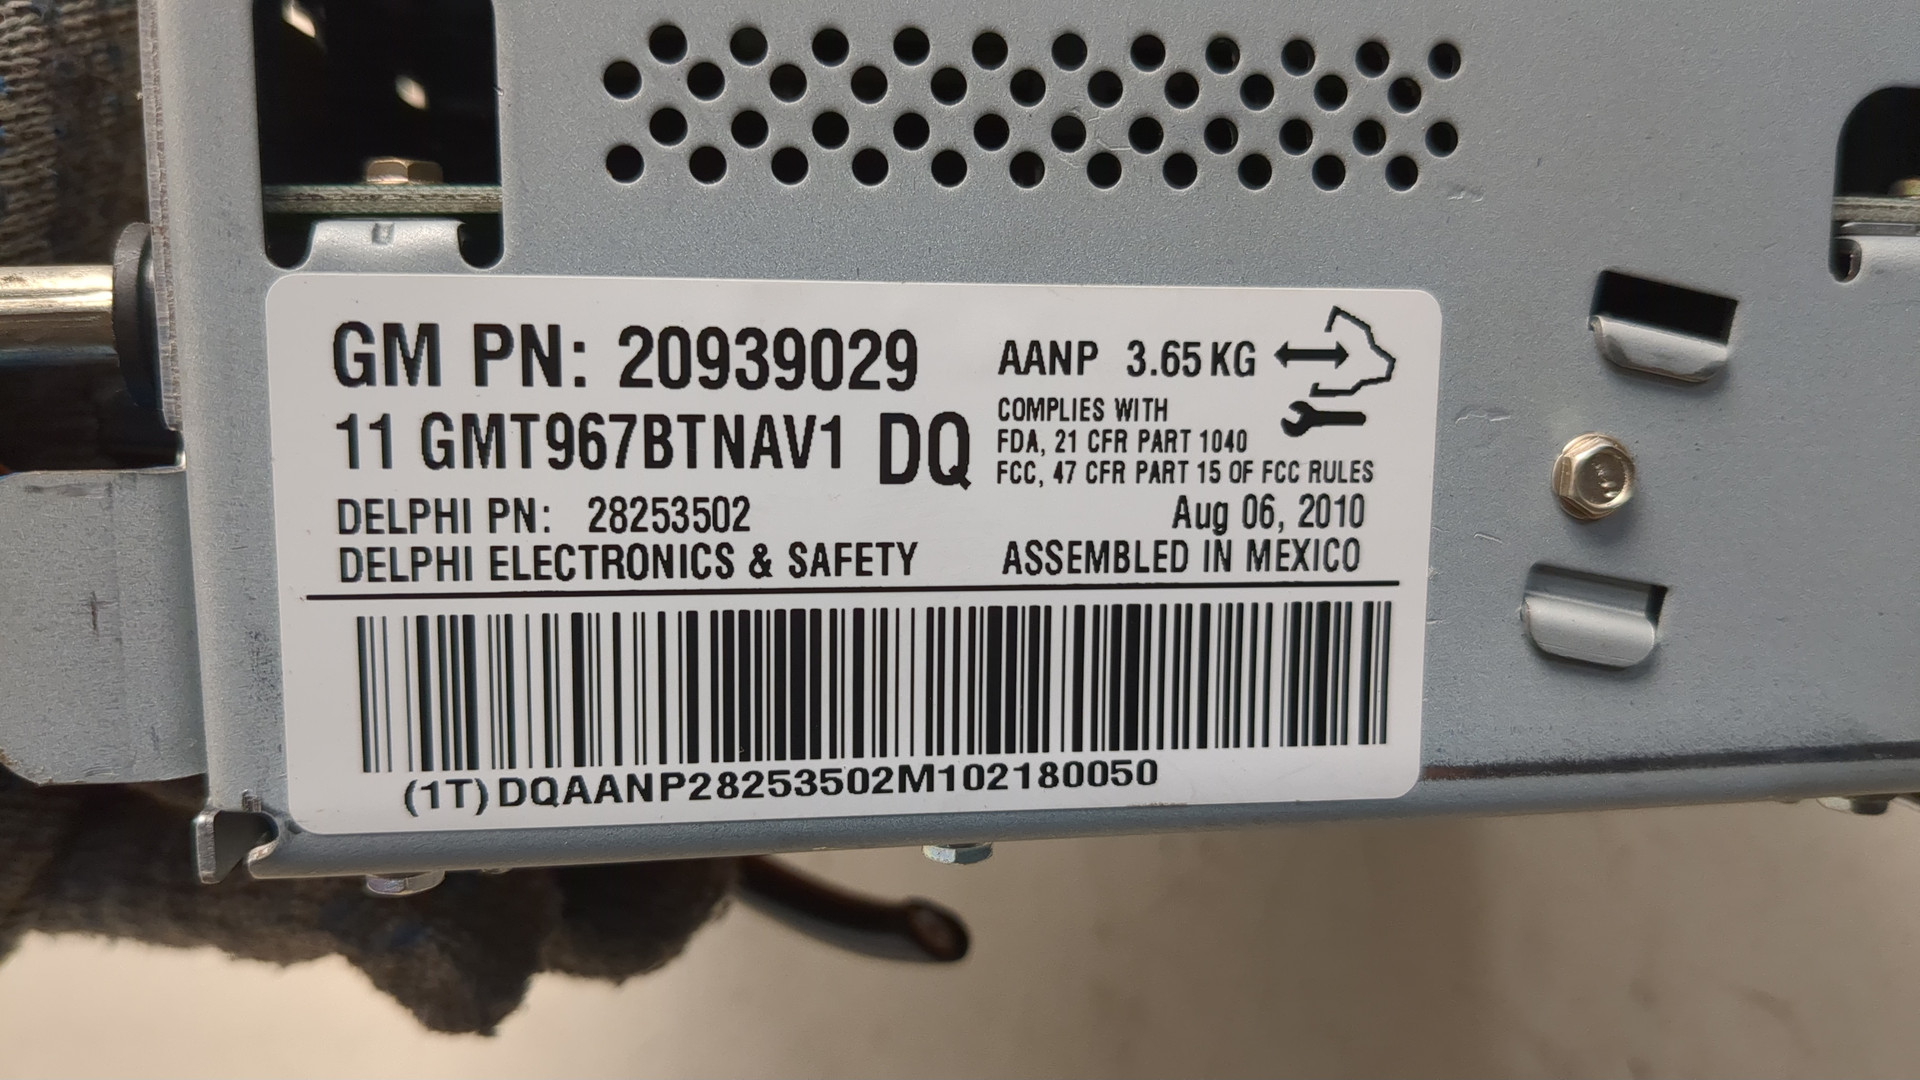 GM PN: 20939029
11 GMT967BTNAV1 DQ
DELPHI PN: 28253502
DELPHI ELECTRONICS & SAFETY
AANP 3.65 KG
COMPLIES WITH
FDA, 21 CFR PART 1040
FCC, 47 CFR PART 15 OF FCC RULES
Aug 06, 2010
ASSEMBLED IN MEXICO
(1T) DQAANP28253502M102180050